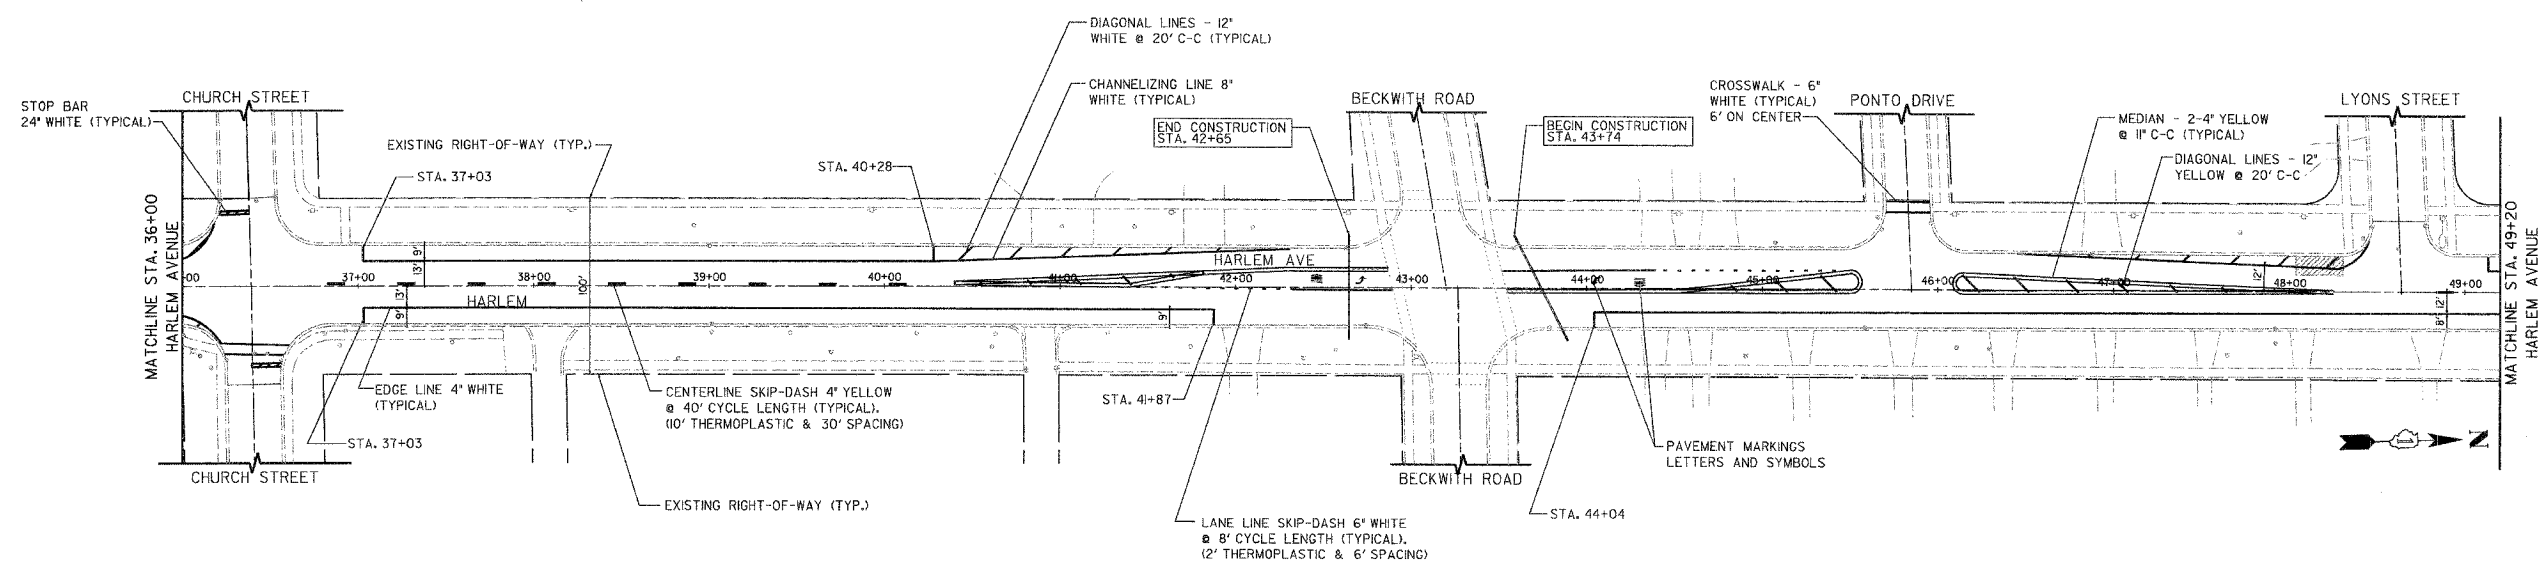 DIAGONAL LINES - 12"
WHITE @ 20' C-C (TYPICAL)
CHANNELIZING LINE 8"
WHITE (TYPICAL)
STOP BAR
24" WHITE (TYPICAL)
CHURCH STREET
EXISTING RIGHT-OF-WAY (TYP.)
STA. 37+03
STA. 40+28
END CONSTRUCTION
STA. 42+65
BECKWITH ROAD
BEGIN CONSTRUCTION
STA. 43+74
CROSSWALK - 6"
WHITE (TYPICAL)
6' ON CENTER
PONTO DRIVE
MEDIAN - 2-4" YELLOW
@ 11" C-C (TYPICAL)
DIAGONAL LINES - 12"
YELLOW @ 20' C-C
LYONS STREET
MATCHLINE STA. 36+00
HARLEM AVENUE
+00
37+00
38+00
39+00
40+00
41+00
42+00
43+00
44+00
45+00
46+00
47+00
48+00
49+00
HARLEM AVE
HARLEM
9'
13'
13'
9'
100'
9'
12'
12'
8'
MATCHLINE STA. 49+20
HARLEM AVENUE
EDGE LINE 4" WHITE
(TYPICAL)
STA. 37+03
CHURCH STREET
CENTERLINE SKIP-DASH 4" YELLOW
@ 40' CYCLE LENGTH (TYPICAL).
(10' THERMOPLASTIC & 30' SPACING)
EXISTING RIGHT-OF-WAY (TYP.)
STA. 41+87
LANE LINE SKIP-DASH 6" WHITE
@ 8' CYCLE LENGTH (TYPICAL).
(2' THERMOPLASTIC & 6' SPACING)
BECKWITH ROAD
STA. 44+04
PAVEMENT MARKINGS
LETTERS AND SYMBOLS
N